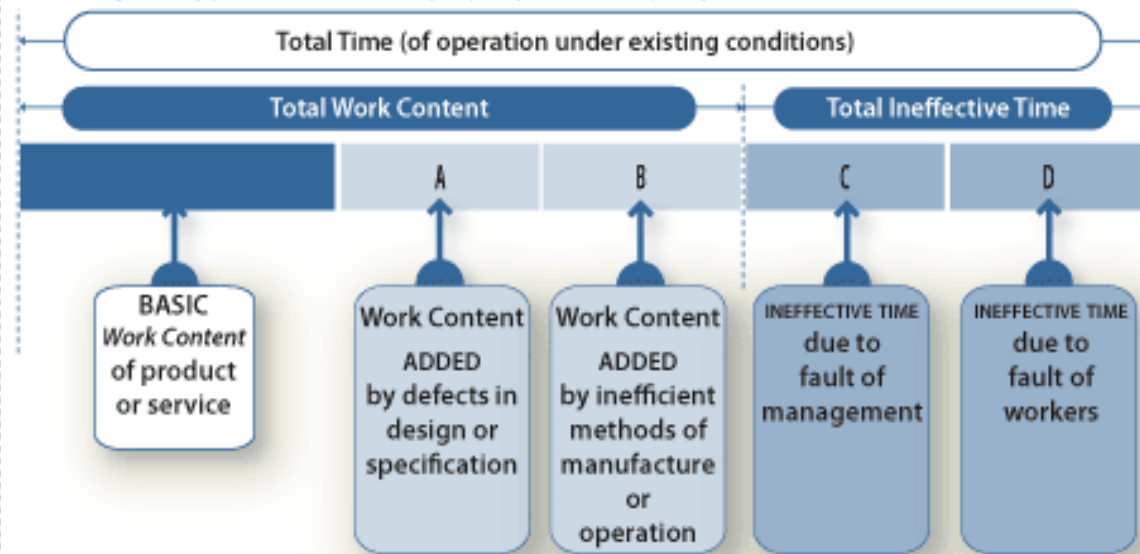 Total Time (of operation under existing conditions)
Total Work Content
Total Ineffective Time
A
B
C
D
BASIC
Work Content
of product
or service
Work Content
ADDED
by defects in
design or
specification
Work Content
ADDED
by inefficient
methods of
manufacture
or
operation
INEFFECTIVE TIME
due to
fault of
management
INEFFECTIVE TIME
due to
fault of
workers